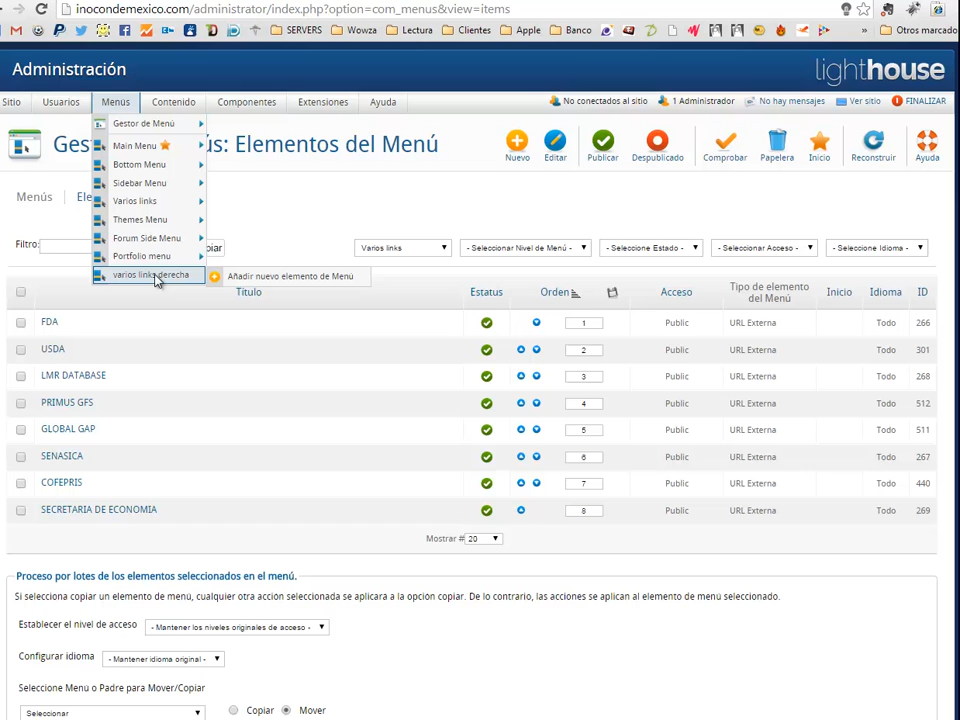 inocondemexico.com/administrator/index.php?option=com_menus&view=items
SERVERS Wowza Lectura Clientes Apple Banco » Otros marcado
Administración
lighthouse
Sitio Usuarios Menús Contenido Componentes Extensiones Ayuda No conectados al sitio 1 Administrador No hay mensajes Ver sitio FINALIZAR
Gestor de Menú
Main Menu
Bottom Menu
Sidebar Menu
Varios links
Themes Menu
Forum Side Menu
Portfolio menu
varios links derecha
Añadir nuevo elemento de Menú
Ges ús: Elementos del Menú
Nuevo Editar Publicar Despublicado Comprobar Papelera Inicio Reconstruir Ayuda
Menús Ele
Filtro: iar Varios links - Seleccionar Nivel de Menú - - Seleccione Estado - - Seleccionar Acceso - - Seleccione Idioma -
Título Estatus Orden Acceso Tipo de elemento del Menú Inicio Idioma ID
FDA 1 Public URL Externa Todo 266
USDA 2 Public URL Externa Todo 301
LMR DATABASE 3 Public URL Externa Todo 268
PRIMUS GFS 4 Public URL Externa Todo 512
GLOBAL GAP 5 Public URL Externa Todo 511
SENASICA 6 Public URL Externa Todo 267
COFEPRIS 7 Public URL Externa Todo 440
SECRETARIA DE ECONOMIA 8 Public URL Externa Todo 269
Mostrar # 20
Proceso por lotes de los elementos seleccionados en el menú.
Si selecciona copiar un elemento de menú, cualquier otra acción seleccionada se aplicará a la opción copiar. De lo contrario, las acciones se aplican al elemento de menú seleccionado.
Establecer el nivel de acceso - Mantener los niveles originales de acceso -
Configurar idioma - Mantener idioma original -
Seleccione Menú o Padre para Mover/Copiar
Seleccionar Copiar Mover